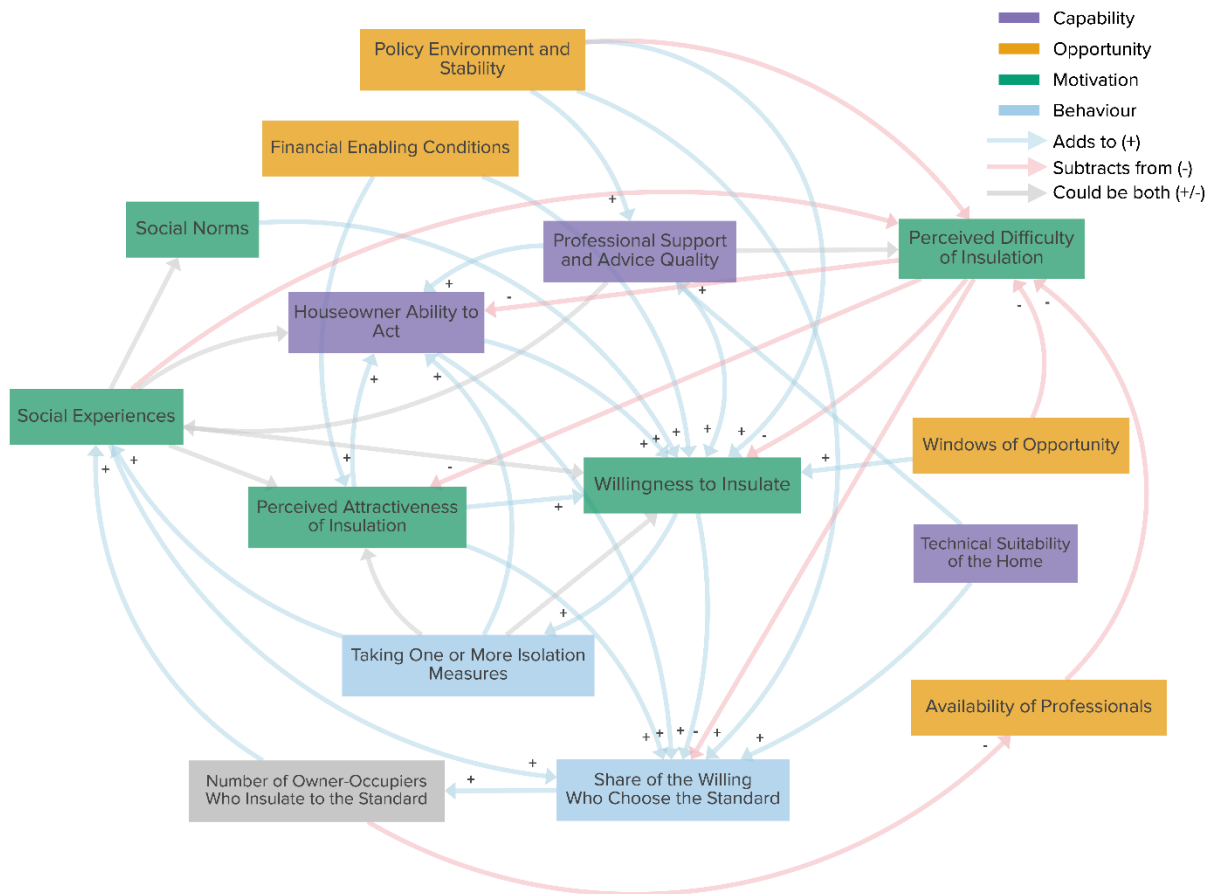 Capability
Opportunity
Motivation
Behaviour
Adds to (+)
Subtracts from (-)
Could be both (+/-)
Policy Environment and
Stability
Financial Enabling Conditions
Social Norms
Professional Support
and Advice Quality
Perceived Difficulty
of Insulation
Houseowner Ability to
Act
Social Experiences
Windows of Opportunity
Willingness to Insulate
Perceived Attractiveness
of Insulation
Technical Suitability
of the Home
Taking One or More Isolation
Measures
Availability of Professionals
Number of Owner-Occupiers
Who Insulate to the Standard
Share of the Willing
Who Choose the Standard
+
+
-
+
-
-
+
+
+
+
+
+
+
+
-
+
+
+
-
+
+
+
+
+
+
-
+
+
-
+
+